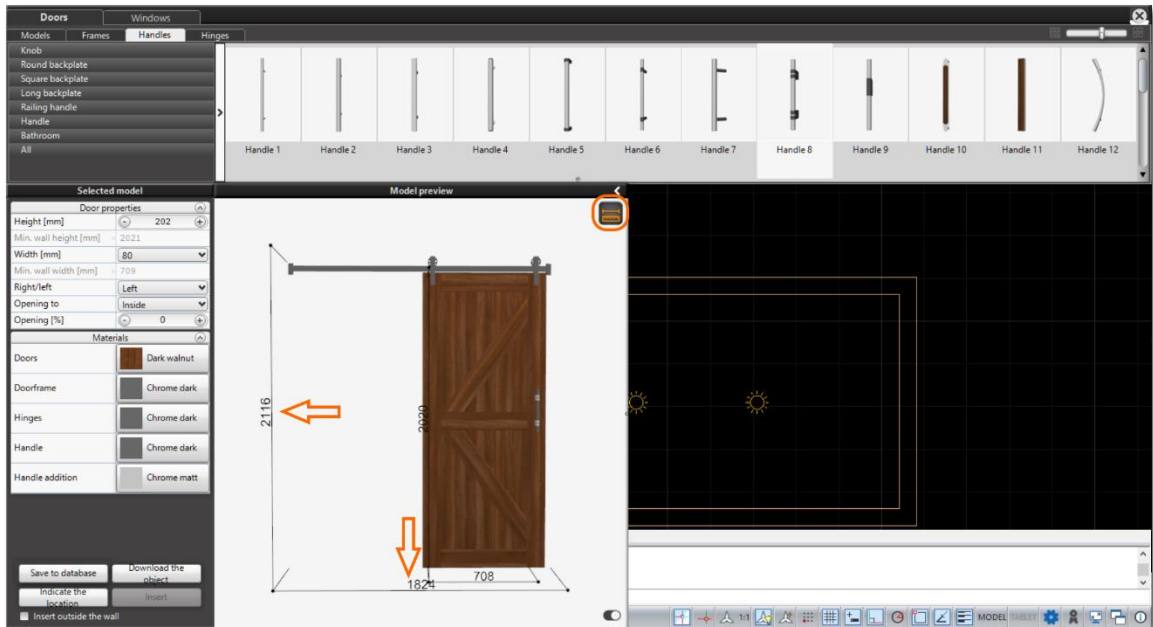 Doors Windows
Models Frames Handles Hinges
Knob
Round backplate
Square backplate
Long backplate
Railing handle
Handle
Bathroom
All
Handle 1 Handle 2 Handle 3 Handle 4 Handle 5 Handle 6 Handle 7 Handle 8 Handle 9 Handle 10 Handle 11 Handle 12
Selected model
Model preview
Door properties
Height [mm] 202
Min. wall height [mm] 2021
Width [mm] 80
Min. wall width [mm] 709
Right/left Left
Opening to Inside
Opening [%] 0
Materials
Doors Dark walnut
Doorframe Chrome dark
Hinges Chrome dark
Handle Chrome dark
Handle addition Chrome matt
Save to database Download the object
Indicate the location Insert
Insert outside the wall
2116
2020
1824
708
1:1 MODEL